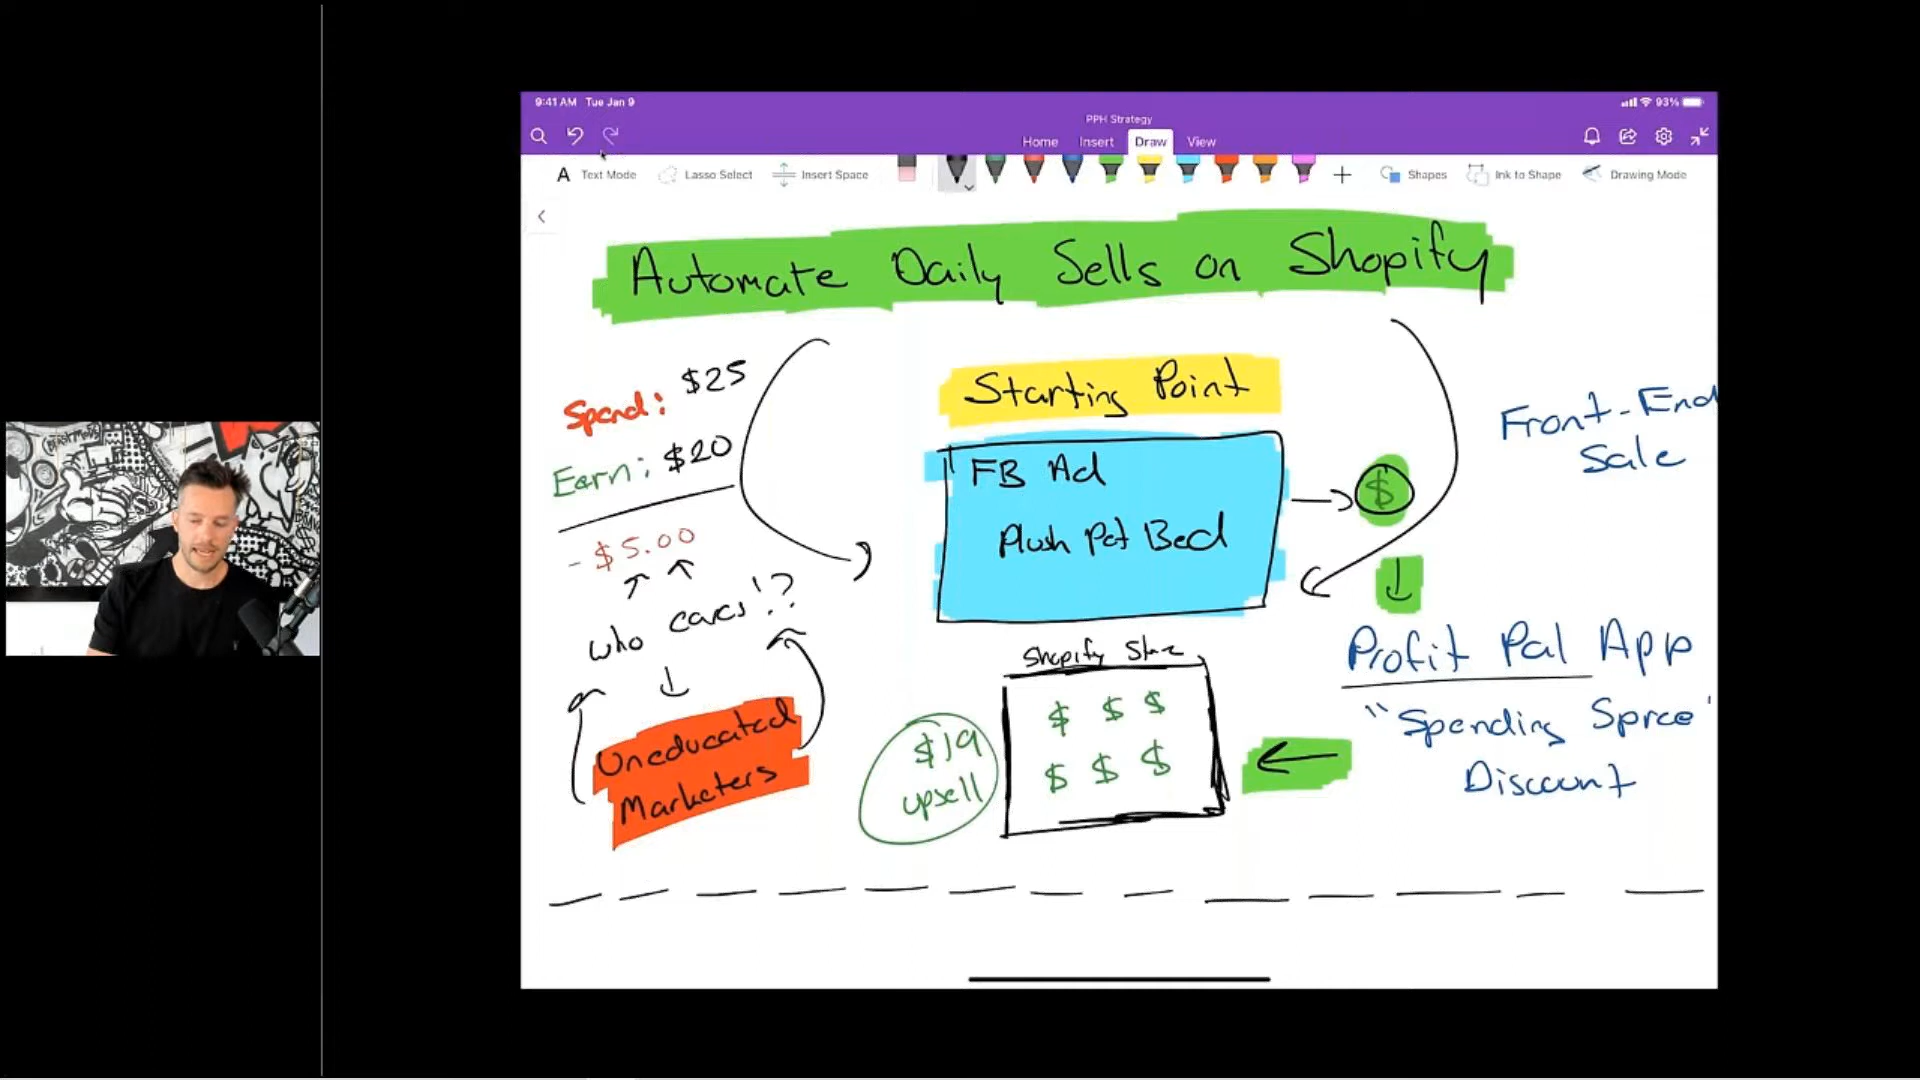 9:41 AM Tue Jan 9
93%
PPH Strategy
Home Insert Draw View
A Text Mode Lasso Select Insert Space Shapes Ink to Shape Drawing Mode
Automate Daily Sells on Shopify
Spend: $25
Earn: $20
- $5.00
who cares!?
Uneducated
Marketers
Starting Point
FB Ad
Plush Pet Bed
$
Front-End
Sale
Shopify Store
$ $ $
$ $ $
$19
upsell
Profit Pal App
"Spending Spree"
Discount